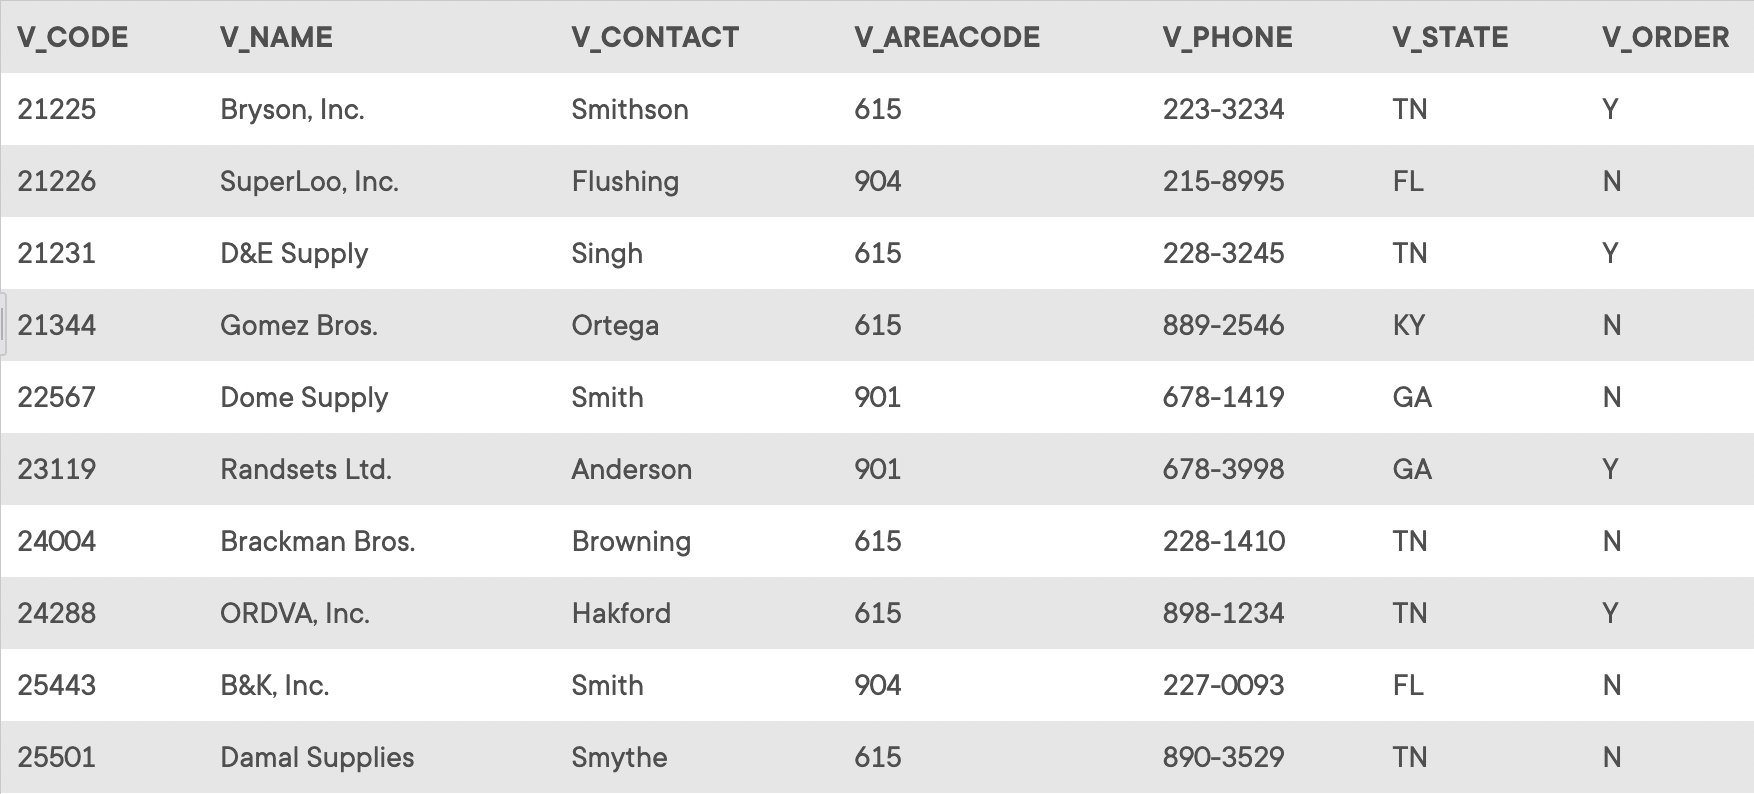 V_CODE V_NAME V_CONTACT V_AREACODE V_PHONE V_STATE V_ORDER
21225 Bryson, Inc. Smithson 615 223-3234 TN Y
21226 SuperLoo, Inc. Flushing 904 215-8995 FL N
21231 D&E Supply Singh 615 228-3245 TN Y
21344 Gomez Bros. Ortega 615 889-2546 KY N
22567 Dome Supply Smith 901 678-1419 GA N
23119 Randsets Ltd. Anderson 901 678-3998 GA Y
24004 Brackman Bros. Browning 615 228-1410 TN N
24288 ORDVA, Inc. Hakford 615 898-1234 TN Y
25443 B&K, Inc. Smith 904 227-0093 FL N
25501 Damal Supplies Smythe 615 890-3529 TN N